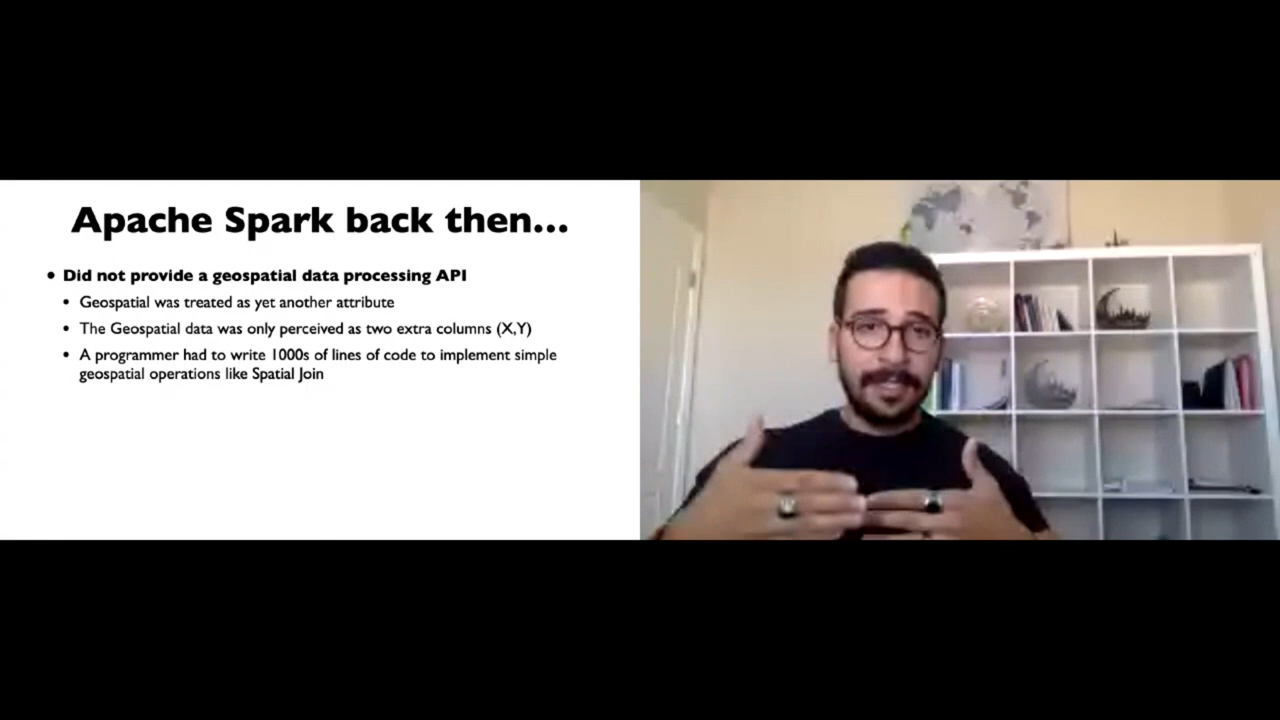 Apache Spark back then...
• Did not provide a geospatial data processing API
• Geospatial was treated as yet another attribute
• The Geospatial data was only perceived as two extra columns (X,Y)
• A programmer had to write 1000s of lines of code to implement simple
geospatial operations like Spatial Join